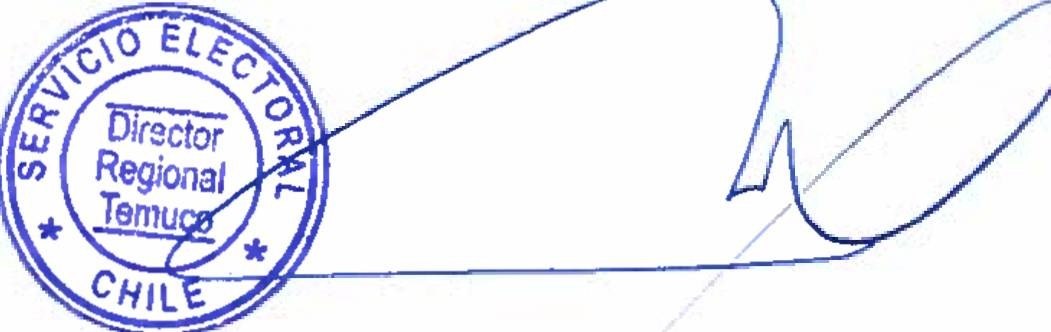 SERVICIO ELECTORAL
Director
Regional
Temuco
CHILE